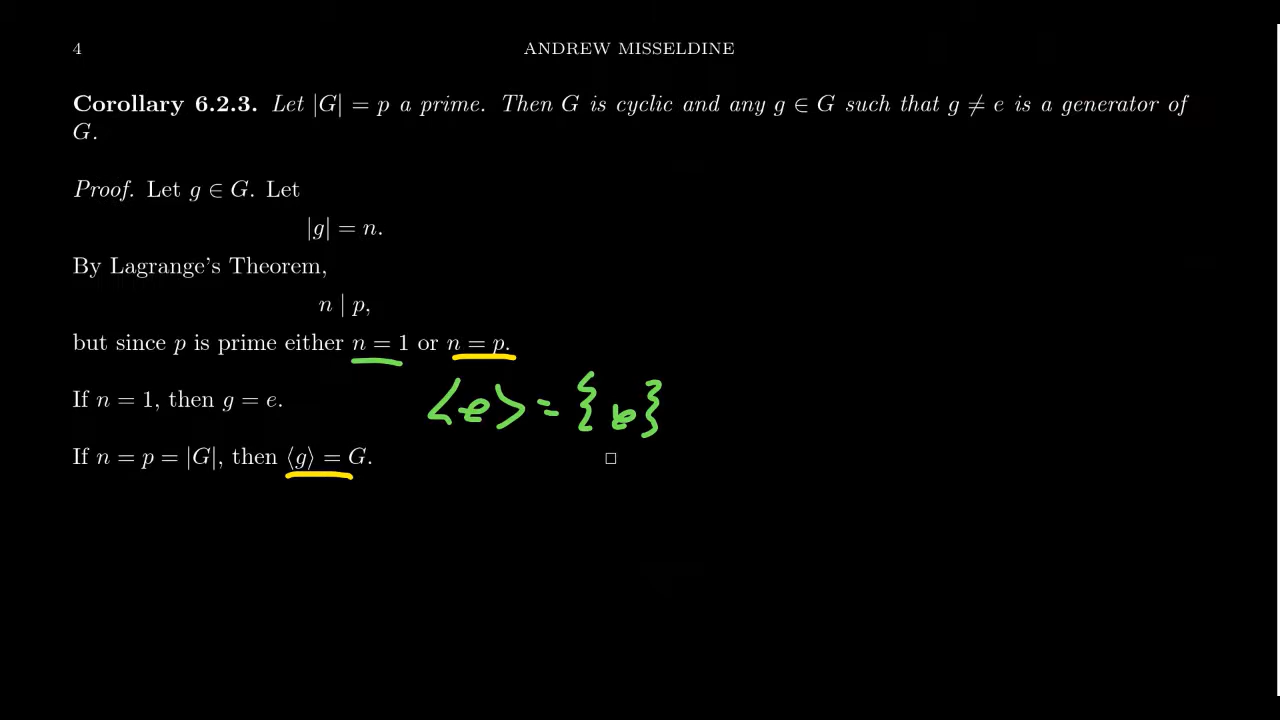 4
ANDREW MISSELDINE
Corollary 6.2.3. Let |G| = p a prime. Then G is cyclic and any g ∈ G such that g ≠ e is a generator of
G.
Proof. Let g ∈ G. Let
|g| = n.
By Lagrange's Theorem,
n | p,
but since p is prime either n = 1 or n = p.
If n = 1, then g = e.
⟨e⟩ = {e}
If n = p = |G|, then ⟨g⟩ = G.
□